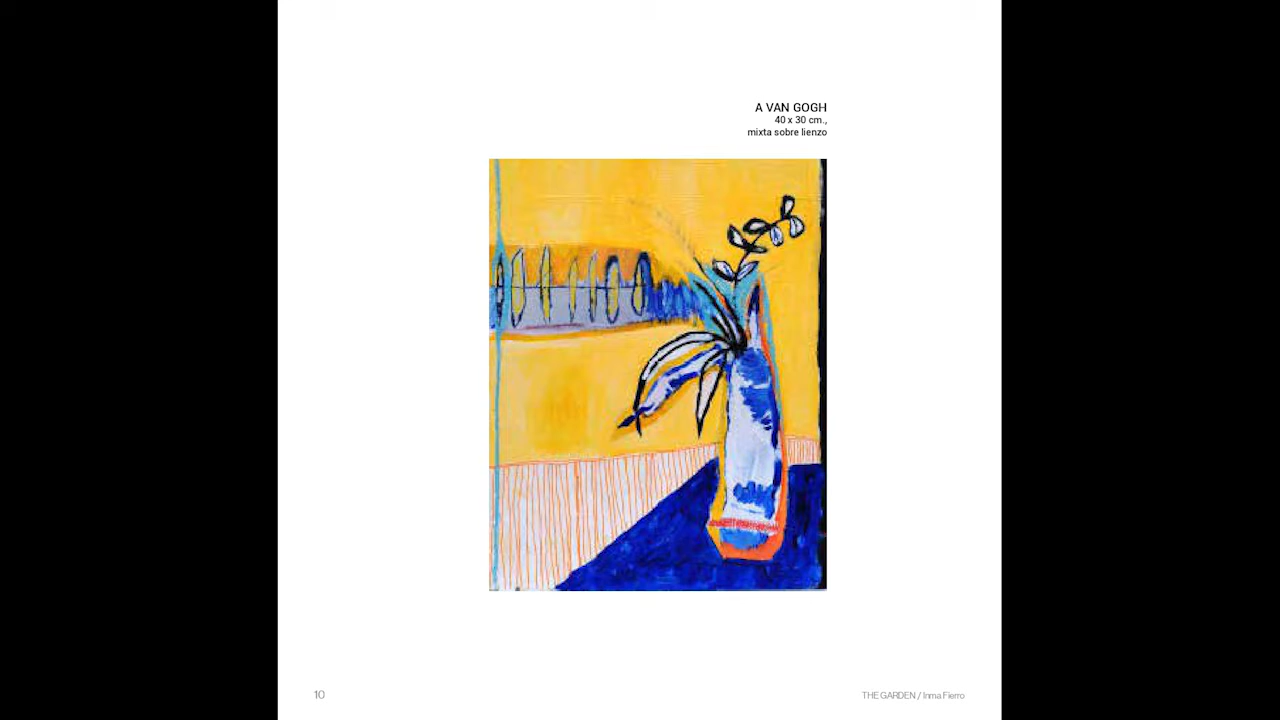 A VAN GOGH
40 x 30 cm.,
mixta sobre lienzo
10
THE GARDEN / Inma Fierro